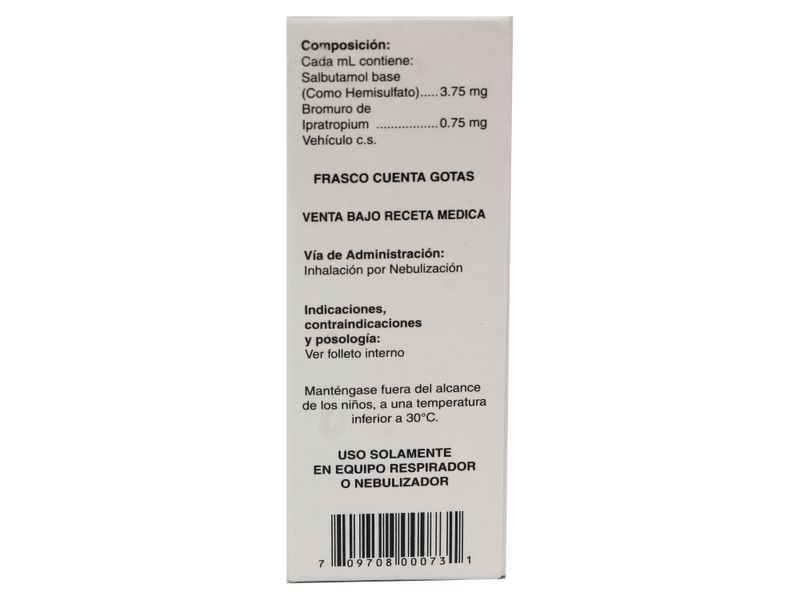 Composición:
Cada mL contiene:
Salbutamol base
(Como Hemisulfato).....3.75 mg
Bromuro de
Ipratropium .................0.75 mg
Vehículo c.s.
FRASCO CUENTA GOTAS
VENTA BAJO RECETA MEDICA
Vía de Administración:
Inhalación por Nebulización
Indicaciones,
contraindicaciones
y posología:
Ver folleto interno
Manténgase fuera del alcance
de los niños, a una temperatura
inferior a 30°C.
USO SOLAMENTE
EN EQUIPO RESPIRADOR
O NEBULIZADOR
7 09708 00073 1